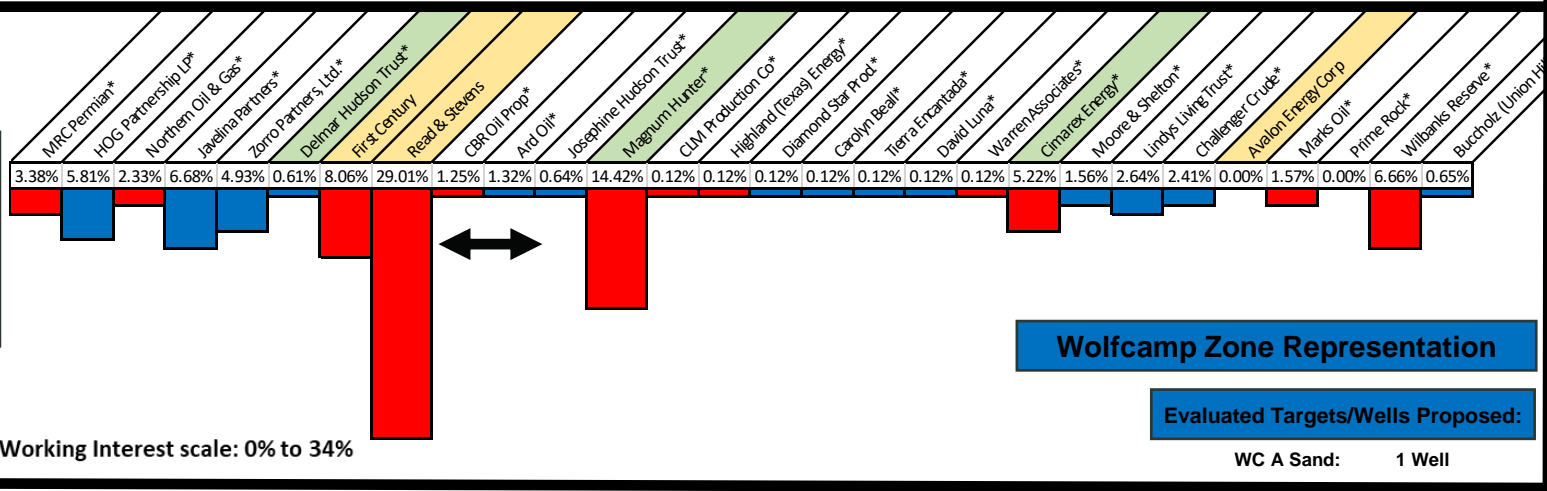 MRC Permian*
HOG Partnership LP*
Northern Oil & Gas*
Javelina Partners*
Zorro Partners, Ltd.*
Delmar Hudson Trust*
First Century
Read & Stevens
CBR Oil Prop*
Ard Oil*
Josephine Hudson Trust*
Magnum Hunter*
CLM Production Co*
Highland (Texas) Energy*
Diamond Star Prod.*
Carolyn Beall*
Tierra Encantada*
David Luna*
Warren Associates*
Cimarex Energy*
Moore & Shelton*
Lindys Living Trust*
Challenger Crude*
Avalon Energy Corp
Marks Oil*
Prime Rock*
Wilbanks Reserve*
Buccholz (Union
3.38% 5.81% 2.33% 6.68% 4.93% 0.61% 8.06% 29.01% 1.25% 1.32% 0.64% 14.42% 0.12% 0.12% 0.12% 0.12% 0.12% 0.12% 0.12% 5.22% 1.56% 2.64% 2.41% 0.00% 1.57% 0.00% 6.66% 0.65%
Wolfcamp Zone Representation
Evaluated Targets/Wells Proposed:
Working Interest scale: 0% to 34%
WC A Sand: 1 Well